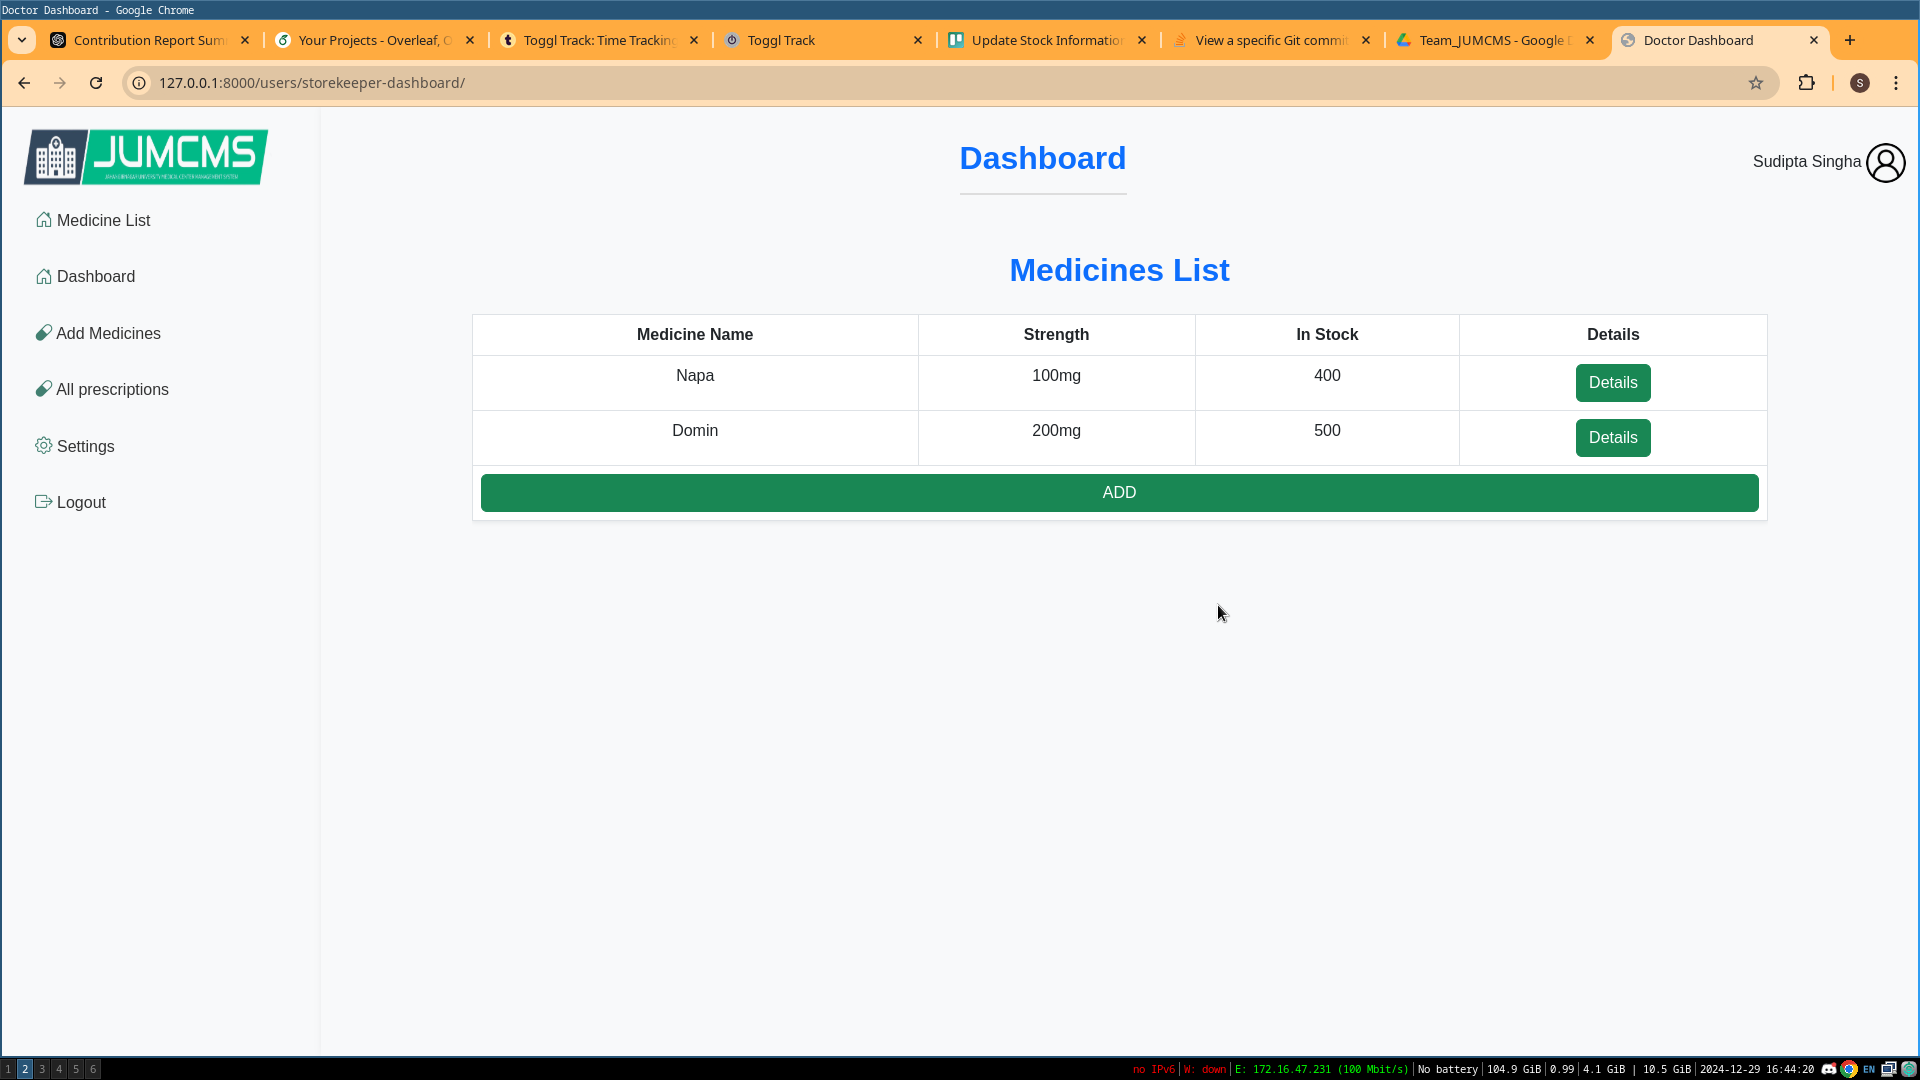 Doctor Dashboard - Google Chrome
Contribution Report Sum
Your Projects - Overleaf, O
Toggl Track: Time Tracking
Toggl Track
Update Stock Informatio
View a specific Git commit
Team_JUMCMS - Google D
Doctor Dashboard
127.0.0.1:8000/users/storekeeper-dashboard/
S
JUMCMS
Dashboard
Sudipta Singha
Medicine List
Dashboard
Add Medicines
All prescriptions
Settings
Logout
Medicines List
Medicine Name Strength In Stock Details
Napa 100mg 400 Details
Domin 200mg 500 Details
ADD
1 2 3 4 5 6
no IPv6 | W: down | E: 172.16.47.231 (100 Mbit/s) | No battery | 104.9 GiB | 0.99 | 4.1 GiB | 10.5 GiB | 2024-12-29 16:44:20 EN